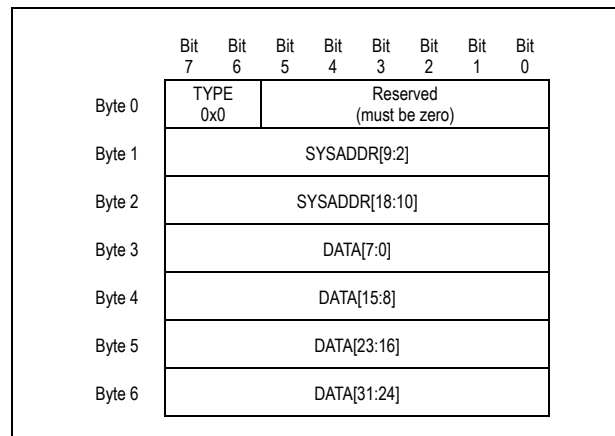 Bit Bit Bit Bit Bit Bit Bit Bit
7 6 5 4 3 2 1 0
Byte 0 TYPE Reserved
0x0 (must be zero)
Byte 1 SYSADDR[9:2]
Byte 2 SYSADDR[18:10]
Byte 3 DATA[7:0]
Byte 4 DATA[15:8]
Byte 5 DATA[23:16]
Byte 6 DATA[31:24]